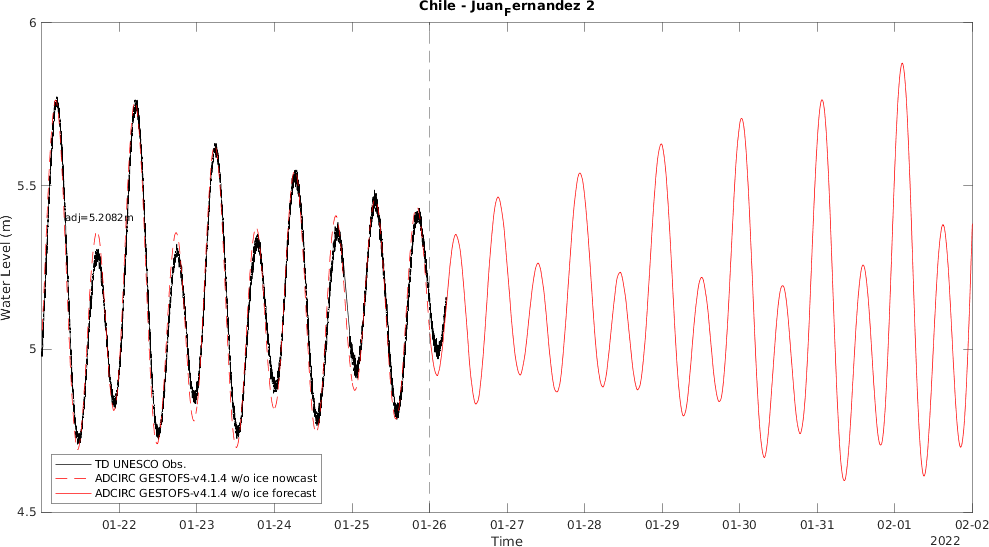 Chile - Juan_Fernandez 2
6
5.5
5
4.5
Water Level (m)
adj=5.2082m
TD UNESCO Obs.
ADCIRC GESTOFS-v4.1.4 w/o ice nowcast
ADCIRC GESTOFS-v4.1.4 w/o ice forecast
01-22 01-23 01-24 01-25 01-26 01-27 01-28 01-29 01-30 01-31 02-01 02-02
Time
2022